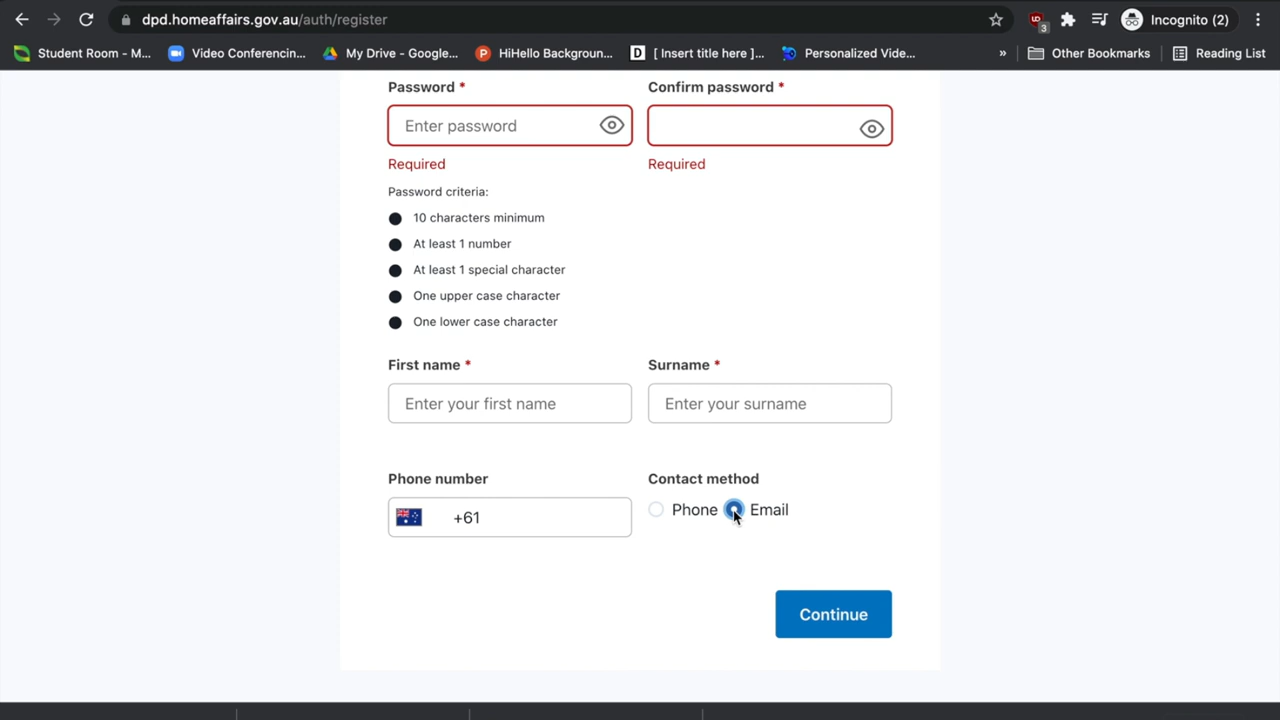 dpd.homeaffairs.gov.au/auth/register
3
Incognito (2)
Student Room - M...
Video Conferencin...
My Drive - Google...
HiHello Backgroun...
[ Insert title here ]...
Personalized Vide...
»
Other Bookmarks
Reading List
Password *
Confirm password *
Enter password
Required
Required
Password criteria:
10 characters minimum
At least 1 number
At least 1 special character
One upper case character
One lower case character
First name *
Surname *
Enter your first name
Enter your surname
Phone number
Contact method
Phone
Email
+61
Continue